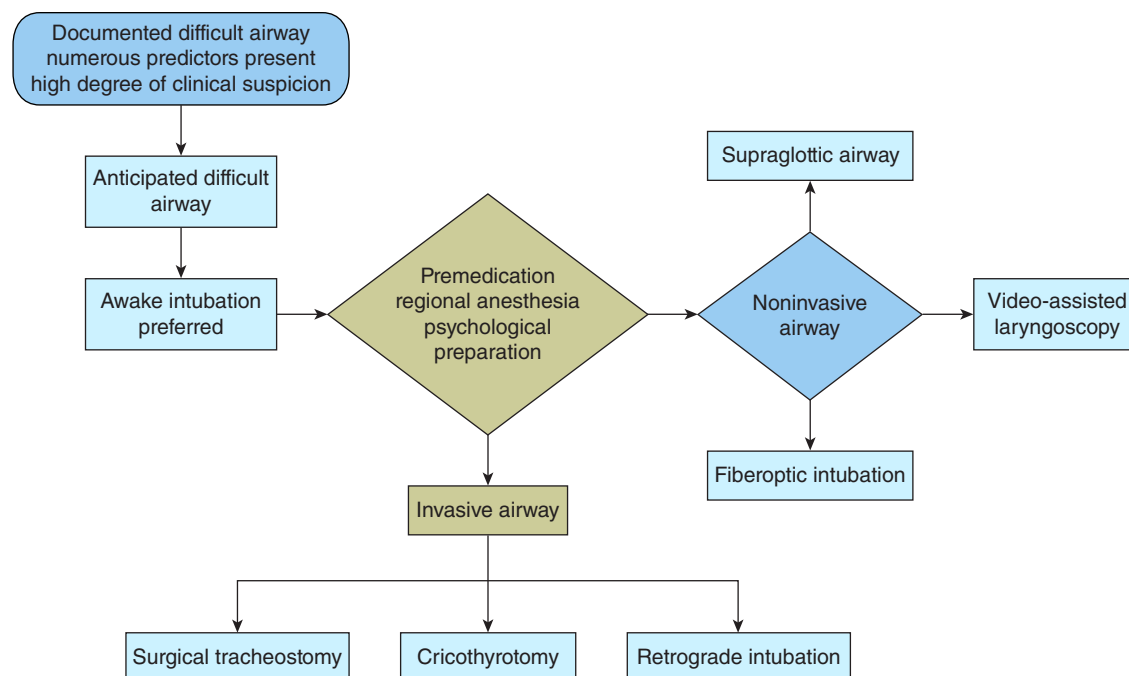 Documented difficult airway
numerous predictors present
high degree of clinical suspicion
Anticipated difficult
airway
Awake intubation
preferred
Premedication
regional anesthesia
psychological
preparation
Supraglottic airway
Noninvasive
airway
Video-assisted
laryngoscopy
Fiberoptic intubation
Invasive airway
Surgical tracheostomy
Cricothyrotomy
Retrograde intubation